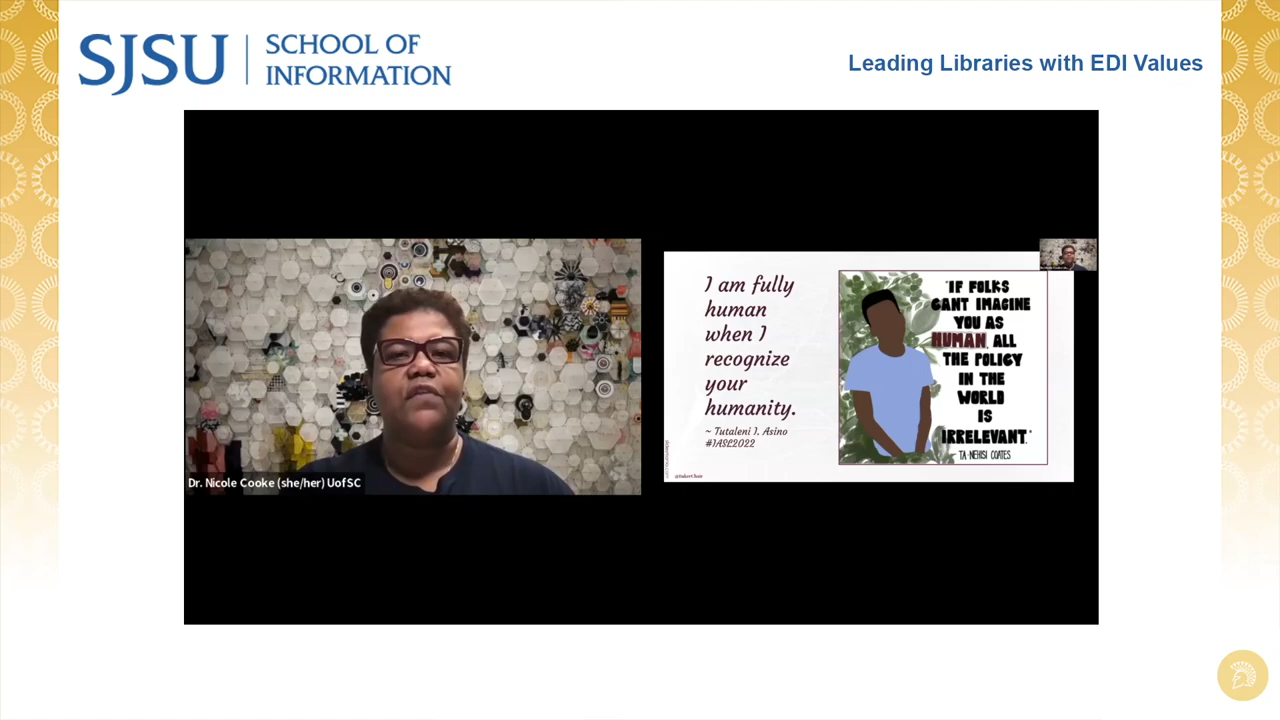 SJSU
SCHOOL OF
INFORMATION
Leading Libraries with EDI Values
Dr. Nicole Cooke (she/her) UofSC
I am fully
human
when I
recognize
your
humanity.
~ Tutaleni I. Asino
#IASL2022
@BakerChair
"IF FOLKS
CANT IMAGINE
YOU AS
HUMAN, ALL
THE POLICY
IN THE
WORLD
IS
IRRELEVANT."
- TA-NEHISI COATES